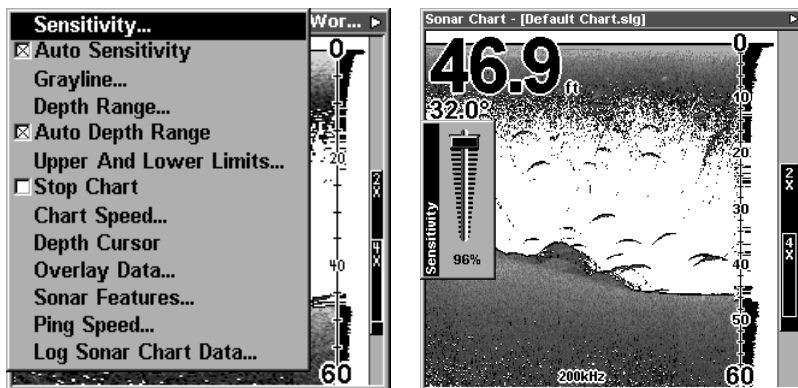 Sensitivity...
Auto Sensitivity
Grayline...
Depth Range...
Auto Depth Range
Upper And Lower Limits...
Stop Chart
Chart Speed...
Depth Cursor
Overlay Data...
Sonar Features...
Ping Speed...
Log Sonar Chart Data...
Wor...
0
20
40
60
2X
4X
Sonar Chart - [Default Chart.slg]
46.9 ft
32.0°
Sensitivity
96%
0
10
20
30
40
50
60
200kHz
2X
4X